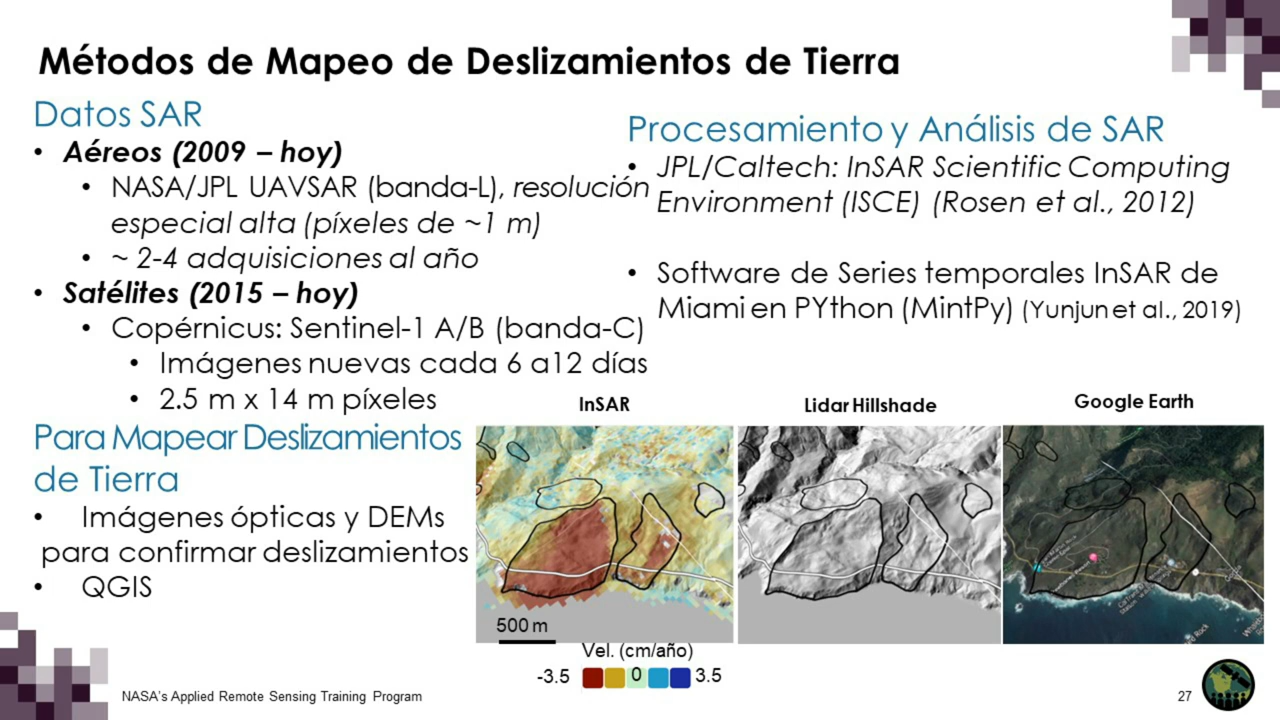 Métodos de Mapeo de Deslizamientos de Tierra
Datos SAR
• Aéreos (2009 – hoy)
• NASA/JPL UAVSAR (banda-L), resolución
especial alta (píxeles de ~1 m)
• ~ 2-4 adquisiciones al año
• Satélites (2015 – hoy)
• Copérnicus: Sentinel-1 A/B (banda-C)
• Imágenes nuevas cada 6 a12 días
• 2.5 m x 14 m píxeles
Para Mapear Deslizamientos
de Tierra
• Imágenes ópticas y DEMs
para confirmar deslizamientos
• QGIS
Procesamiento y Análisis de SAR
• JPL/Caltech: InSAR Scientific Computing
Environment (ISCE) (Rosen et al., 2012)
• Software de Series temporales InSAR de
Miami en PYthon (MintPy) (Yunjun et al., 2019)
InSAR
Lidar Hillshade
Google Earth
500 m
Vel. (cm/año)
-3.5
0
3.5
NASA's Applied Remote Sensing Training Program
27